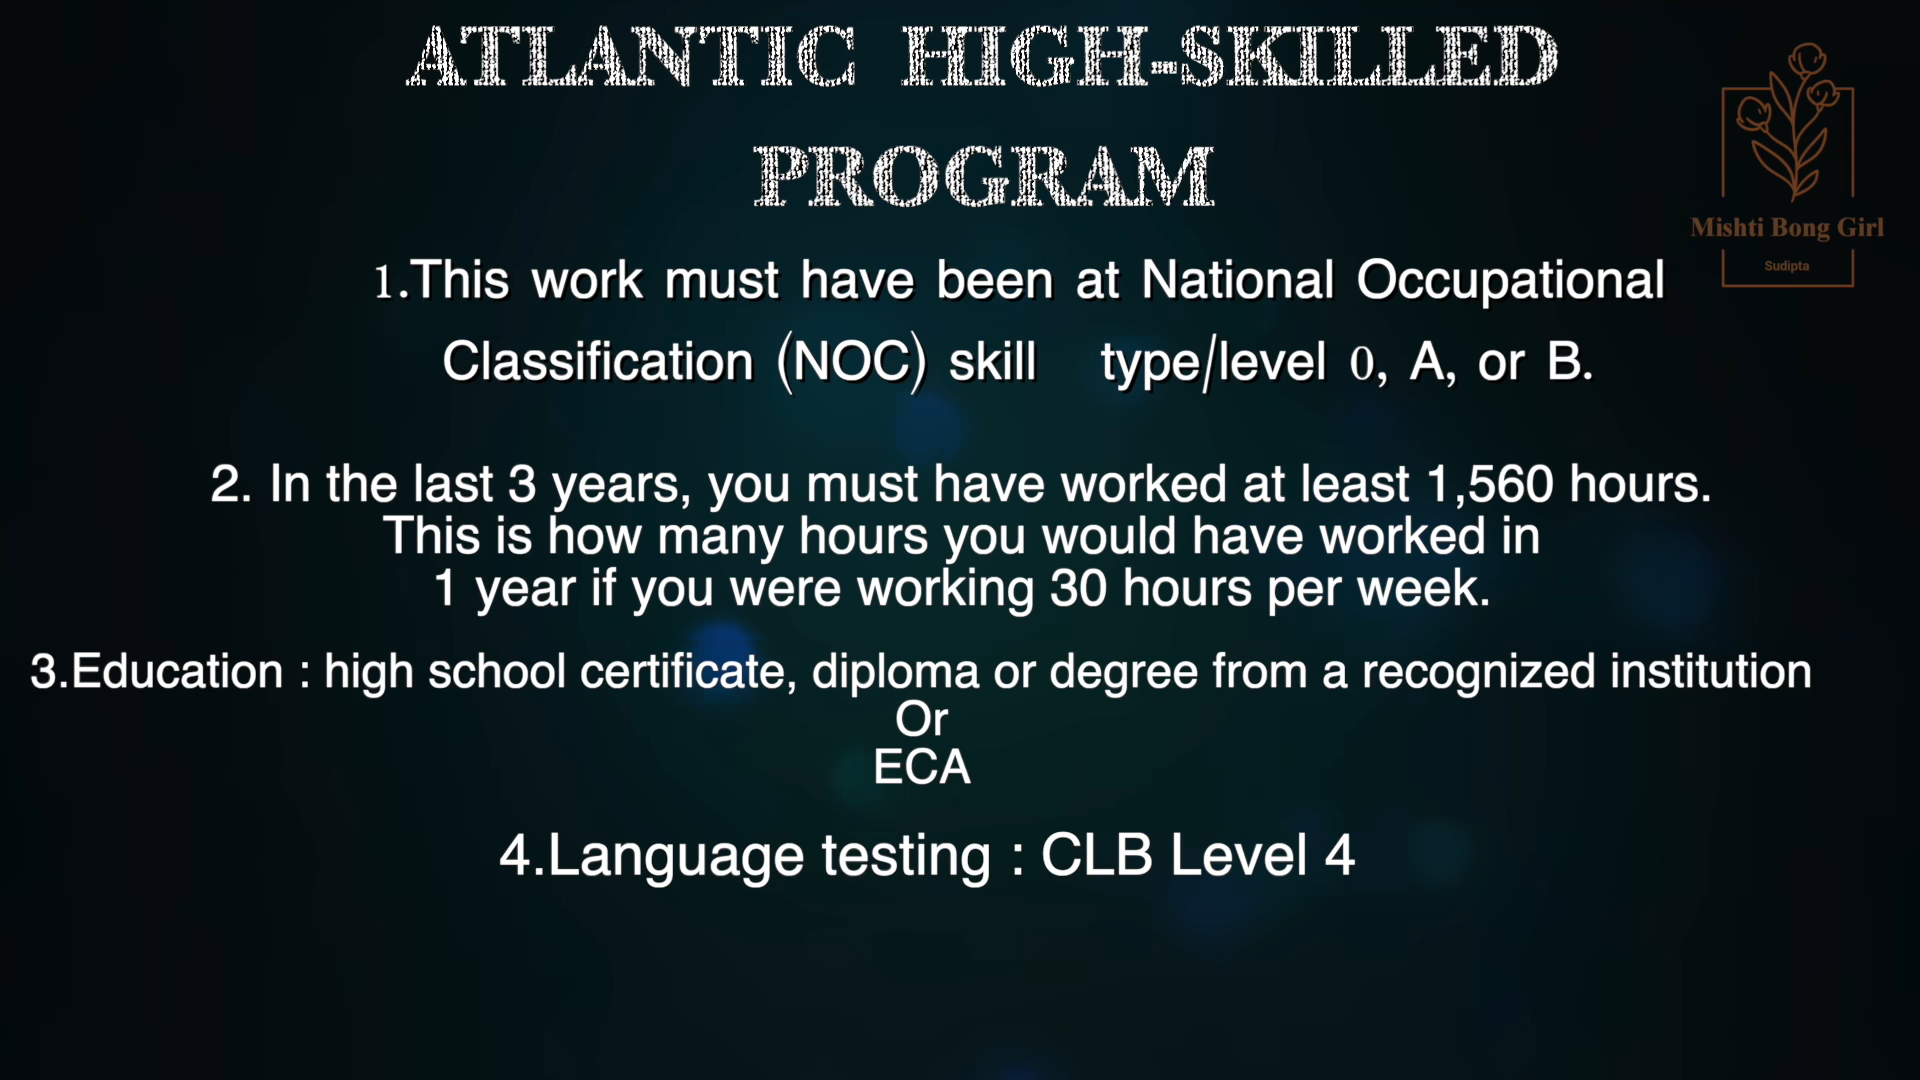 ATLANTIC HIGH-SKILLED
PROGRAM
Mishti Bong Girl
Sudipta
1.This work must have been at National Occupational
Classification (NOC) skill type/level 0, A, or B.
2. In the last 3 years, you must have worked at least 1,560 hours.
This is how many hours you would have worked in
1 year if you were working 30 hours per week.
3.Education : high school certificate, diploma or degree from a recognized institution
Or
ECA
4.Language testing : CLB Level 4